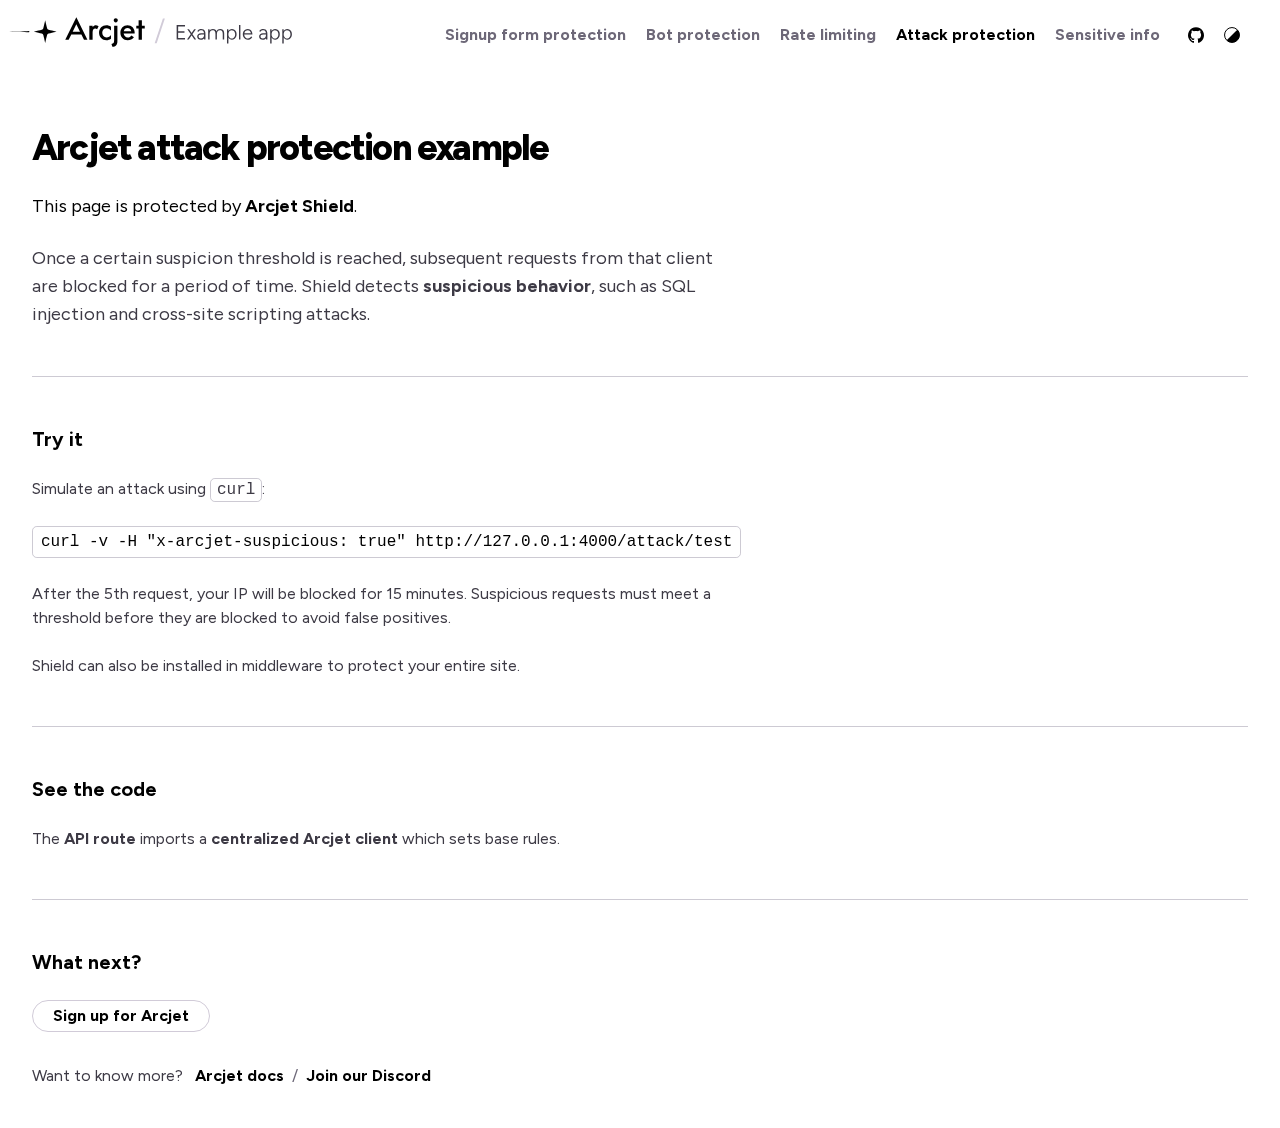 Arcjet / Example app
Signup form protection
Bot protection
Rate limiting
Attack protection
Sensitive info
Arcjet attack protection example
This page is protected by Arcjet Shield.
Once a certain suspicion threshold is reached, subsequent requests from that client
are blocked for a period of time. Shield detects suspicious behavior, such as SQL
injection and cross-site scripting attacks.
Try it
Simulate an attack using curl:
curl -v -H "x-arcjet-suspicious: true" http://127.0.0.1:4000/attack/test
After the 5th request, your IP will be blocked for 15 minutes. Suspicious requests must meet a
threshold before they are blocked to avoid false positives.
Shield can also be installed in middleware to protect your entire site.
See the code
The API route imports a centralized Arcjet client which sets base rules.
What next?
Sign up for Arcjet
Want to know more? Arcjet docs / Join our Discord